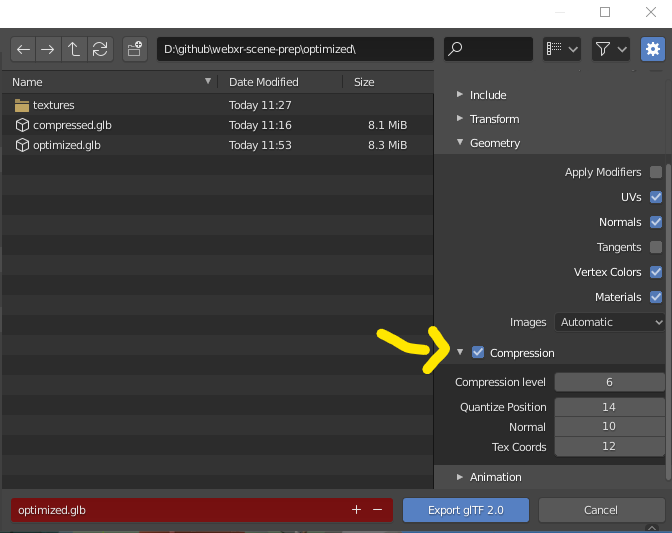 D:\github\webxr-scene-prep\optimized\
Name Date Modified Size
textures Today 11:27
compressed.glb Today 11:16 8.1 MiB
optimized.glb Today 11:53 8.3 MiB
Include
Transform
Geometry
Apply Modifiers
UVs
Normals
Tangents
Vertex Colors
Materials
Images Automatic
Compression
Compression level 6
Quantize Position 14
Normal 10
Tex Coords 12
Animation
optimized.glb
Export glTF 2.0
Cancel